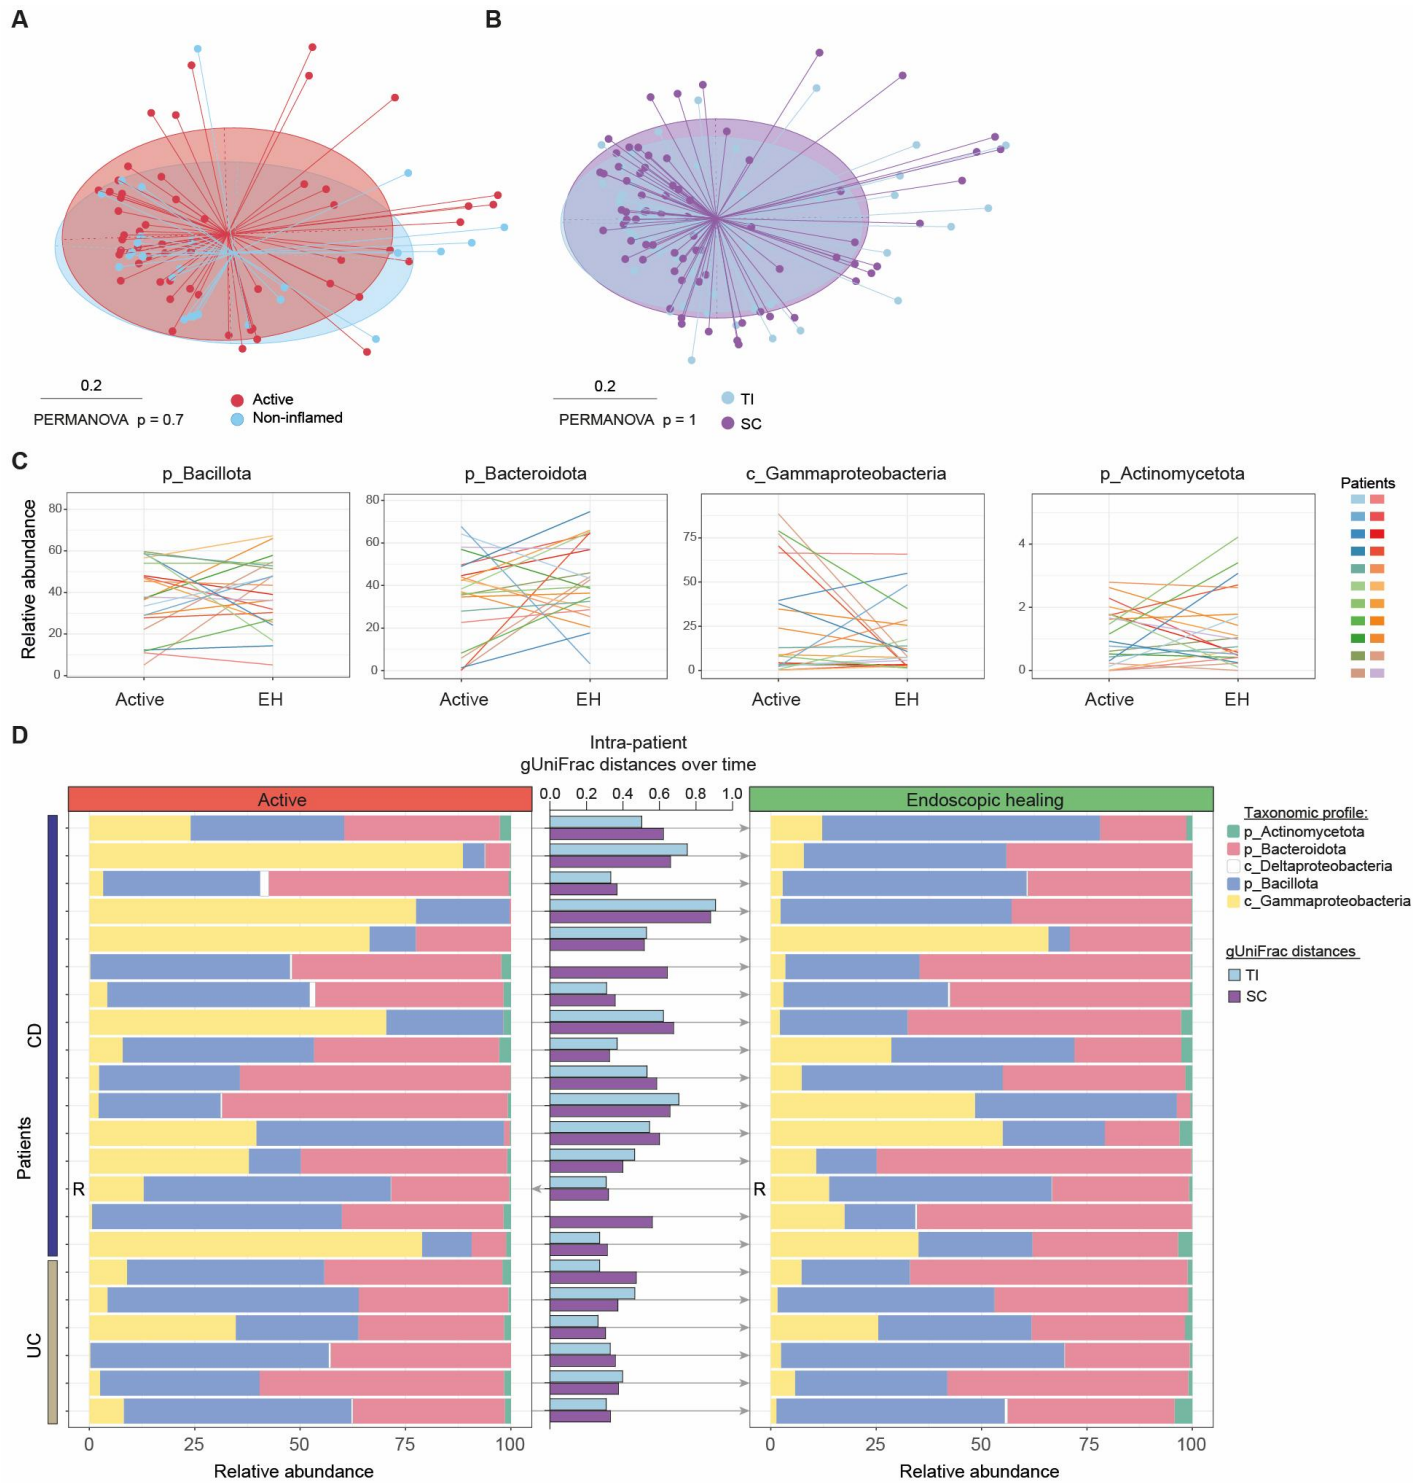 A
B
0.2
PERMANOVA p = 0.7
Active
Non-inflamed
0.2
PERMANOVA p = 1
TI
SC
C
p_Bacillota
p_Bacteroidota
c_Gammaproteobacteria
p_Actinomycetota
Patients
Relative abundance
80
60
40
20
0
Active
EH
80
60
40
20
0
Active
EH
75
50
25
0
Active
EH
4
2
0
Active
EH
D
Intra-patient
gUniFrac distances over time
0.0 0.2 0.4 0.6 0.8 1.0
Active
Endoscopic healing
Taxonomic profile:
p_Actinomycetota
p_Bacteroidota
c_Deltaproteobacteria
p_Bacillota
c_Gammaproteobacteria
gUniFrac distances
TI
SC
CD
Patients
UC
R
R
0 25 50 75 100
0 25 50 75 100
Relative abundance
Relative abundance